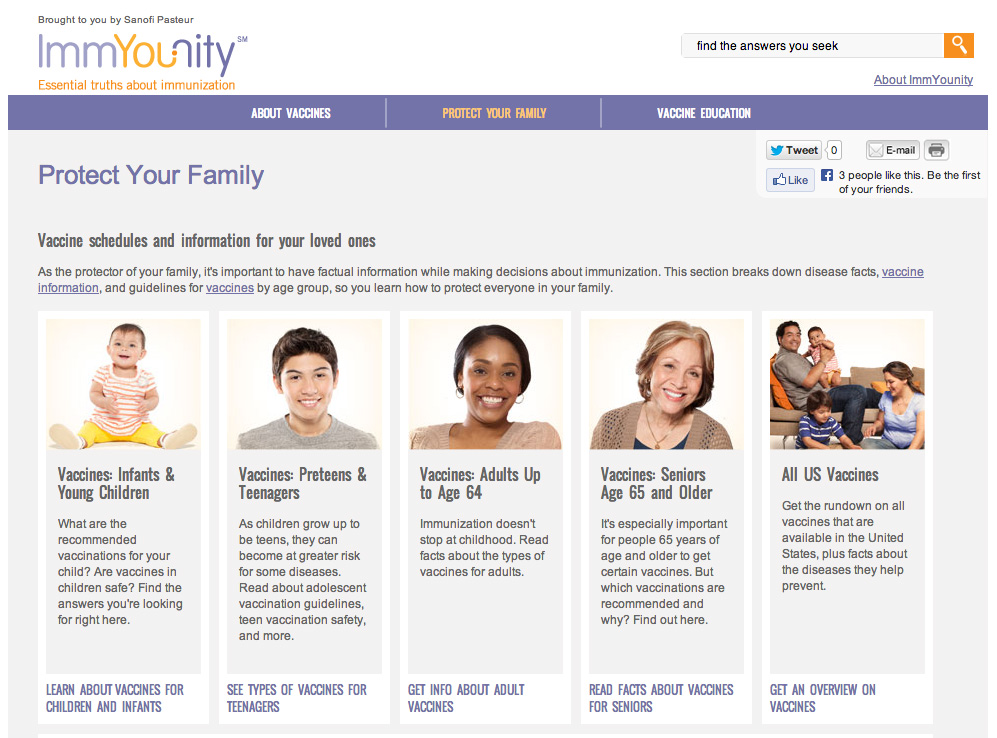 Brought to you by Sanofi Pasteur
ImmYounity℠
Essential truths about immunization
find the answers you seek
About ImmYounity
ABOUT VACCINES
PROTECT YOUR FAMILY
VACCINE EDUCATION
Tweet
0
E-mail
Like
3 people like this. Be the first
of your friends.
Protect Your Family
Vaccine schedules and information for your loved ones
As the protector of your family, it's important to have factual information while making decisions about immunization. This section breaks down disease facts, vaccine
information, and guidelines for vaccines by age group, so you learn how to protect everyone in your family.
Vaccines: Infants &
Young Children
What are the
recommended
vaccinations for your
child? Are vaccines in
children safe? Find the
answers you're looking
for right here.
LEARN ABOUT VACCINES FOR
CHILDREN AND INFANTS
Vaccines: Preteens &
Teenagers
As children grow up to
be teens, they can
become at greater risk
for some diseases.
Read about adolescent
vaccination guidelines,
teen vaccination safety,
and more.
SEE TYPES OF VACCINES FOR
TEENAGERS
Vaccines: Adults Up
to Age 64
Immunization doesn't
stop at childhood. Read
facts about the types of
vaccines for adults.
GET INFO ABOUT ADULT
VACCINES
Vaccines: Seniors
Age 65 and Older
It's especially important
for people 65 years of
age and older to get
certain vaccines. But
which vaccinations are
recommended and
why? Find out here.
READ FACTS ABOUT VACCINES
FOR SENIORS
All US Vaccines
Get the rundown on all
vaccines that are
available in the United
States, plus facts about
the diseases they help
prevent.
GET AN OVERVIEW ON
VACCINES